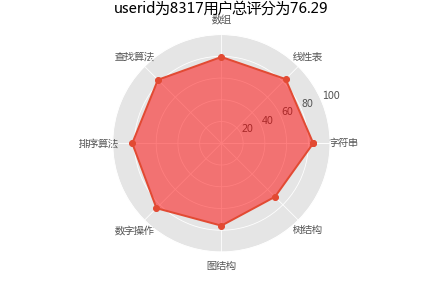 userid为8317用户总评分为76.29
数组
查找算法
线性表
100
80
60
40
20
排序算法
字符串
数字操作
树结构
图结构